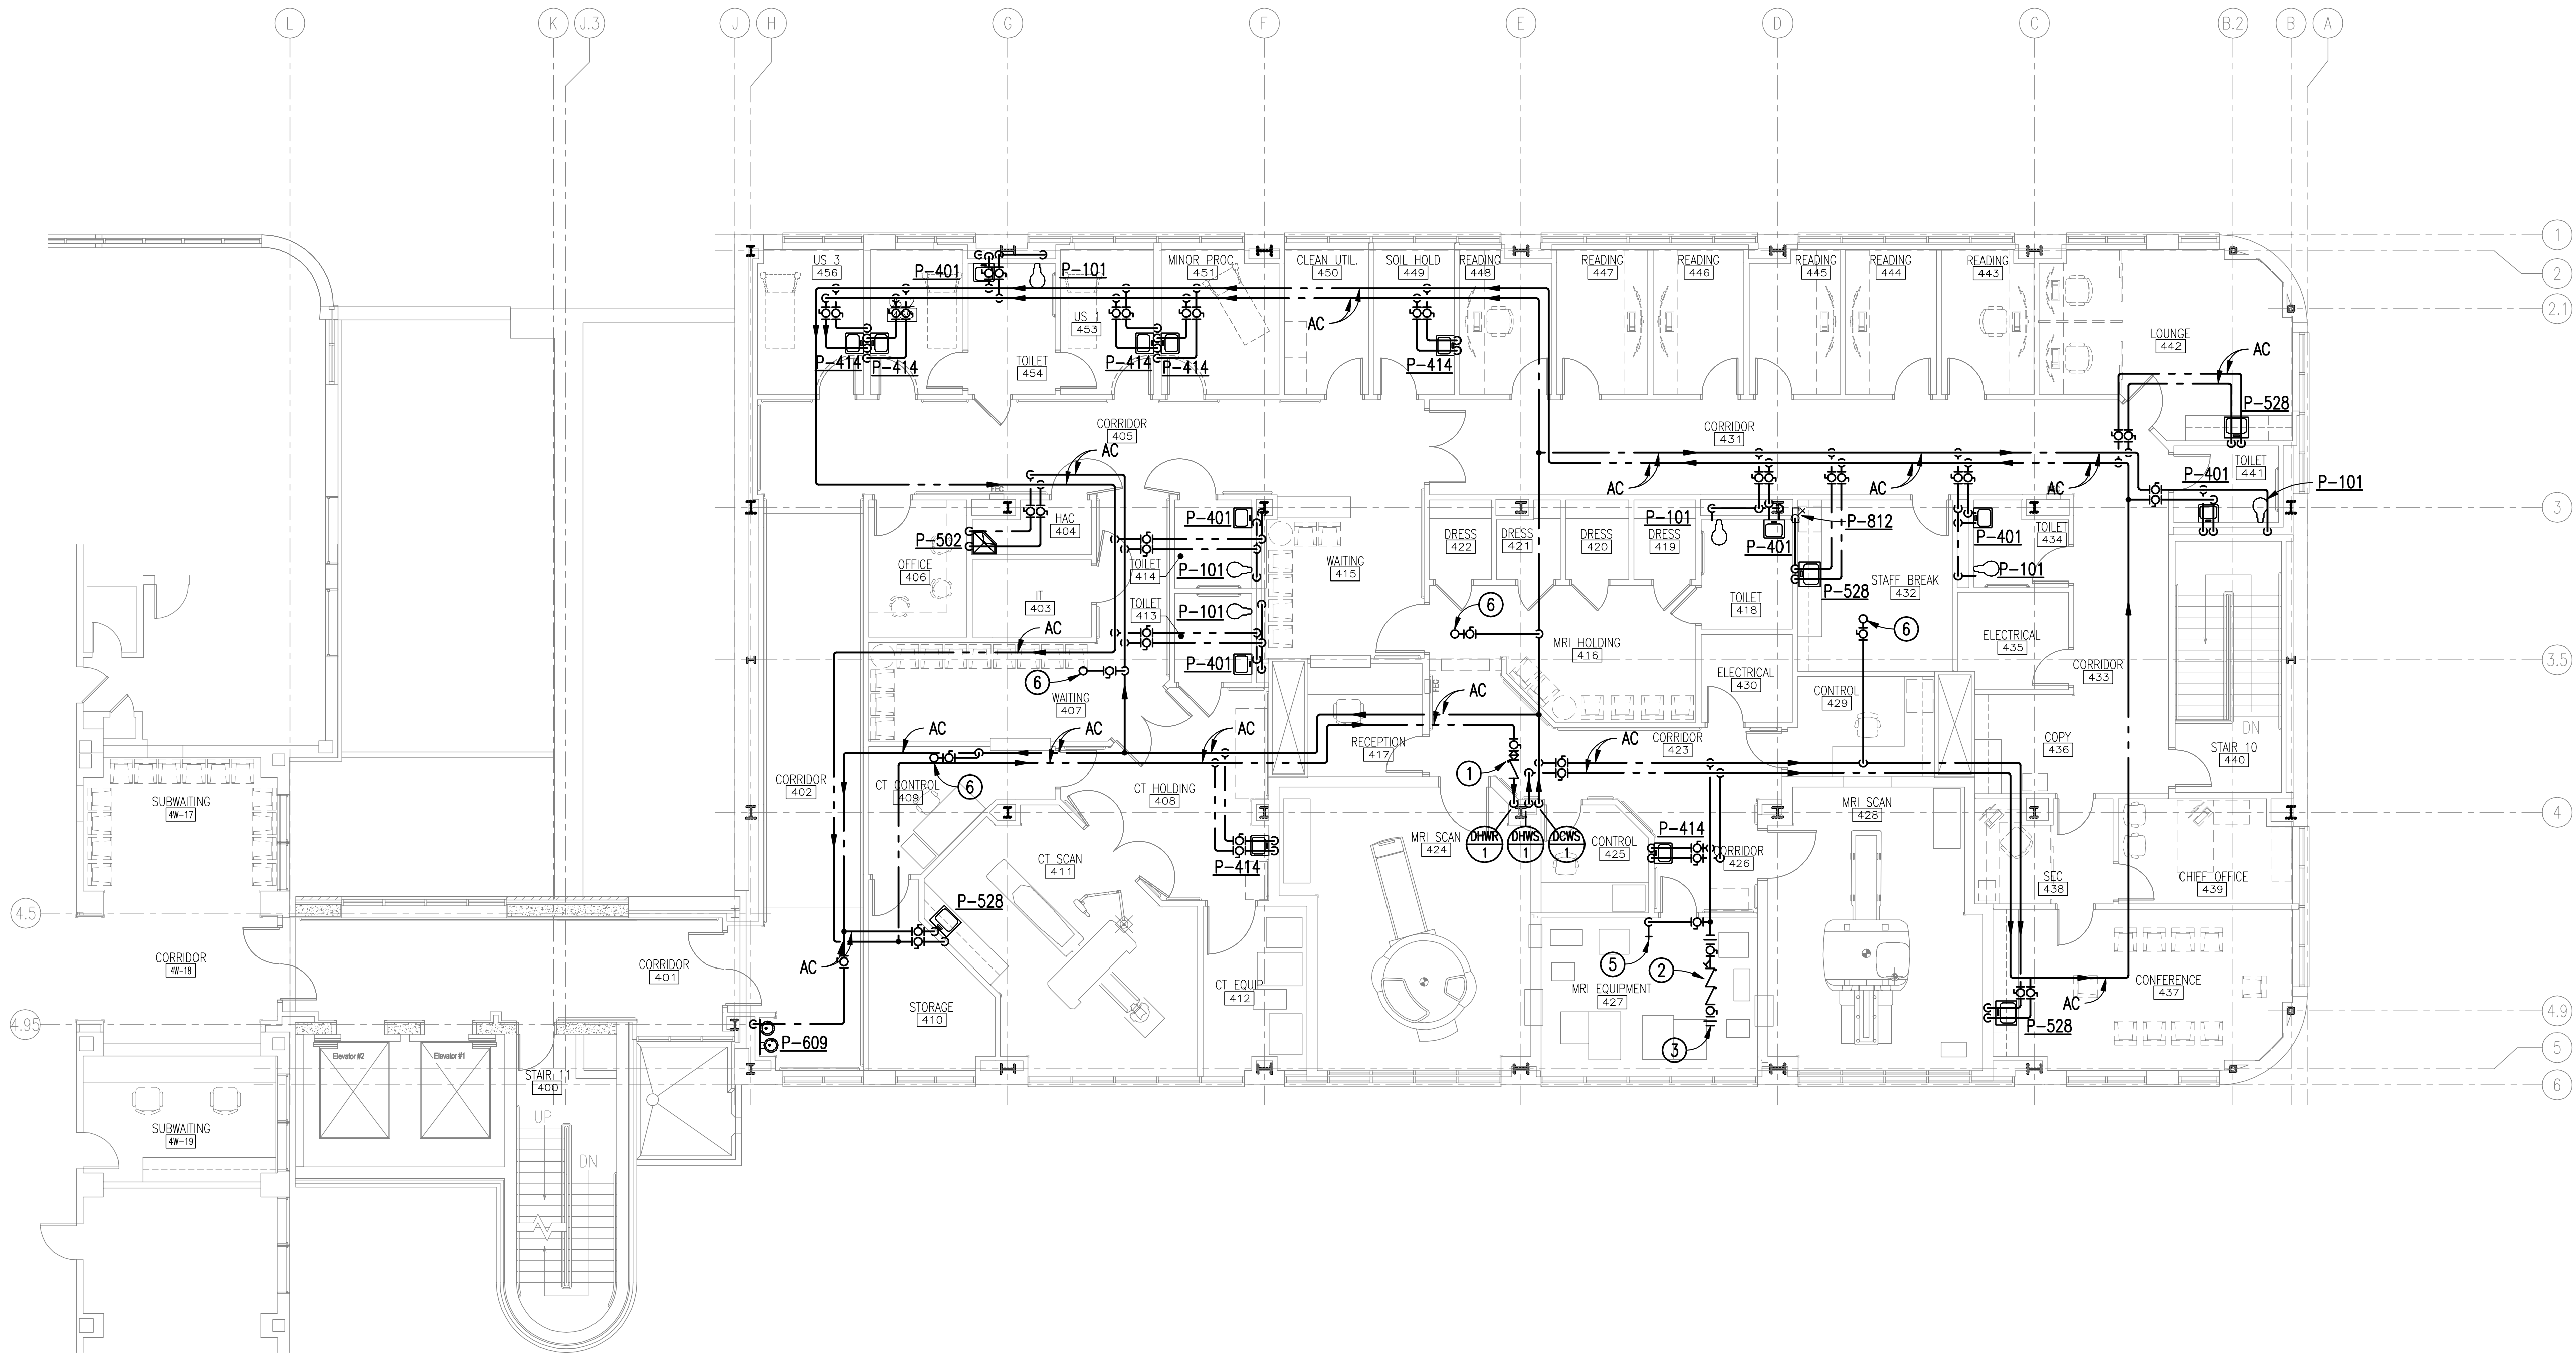 L
K
J.3
J
H
G
F
E
D
C
B.2
B
A
1
2
2.1
3
3.5
4
4.5
4.9
4.95
5
6
US 3
456
P-401
P-101
MINOR PROC.
451
CLEAN UTIL.
450
SOIL HOLD
449
READING
448
READING
447
READING
446
READING
445
READING
444
READING
443
US 1
453
AC
LOUNGE
442
AC
TOILET
454
P-414
P-414
P-414
P-414
P-414
P-528
CORRIDOR
405
CORRIDOR
431
AC
AC
AC
AC
TOILET
441
P-401
P-101
FEC
HAC
404
P-502
OFFICE
406
IT
403
P-401
TOILET
414
P-101
TOILET
413
P-101
P-401
AC
WAITING
415
DRESS
422
DRESS
421
DRESS
420
DRESS
419
P-101
P-401
P-812
TOILET
418
P-528
STAFF BREAK
432
P-401
TOILET
434
P-101
ELECTRICAL
435
6
6
6
MRI HOLDING
416
FEC
AC
ELECTRICAL
430
CONTROL
429
CORRIDOR
433
WAITING
407
AC
AC
AC
RECEPTION
417
AC
CORRIDOR
423
COPY
436
DN
STAIR 10
440
CORRIDOR
402
CT CONTROL
409
6
CT HOLDING
408
1
SUBWAITING
4W-17
MRI SCAN
424
DHWR
1
DHWS
1
DCWS
1
CONTROL
425
P-414
CORRIDOR
426
MRI SCAN
428
CT SCAN
411
P-414
P-528
SEC
438
CHIEF OFFICE
439
CORRIDOR
4W-18
CORRIDOR
401
AC
STORAGE
410
CT EQUIP
412
5
2
MRI EQUIPMENT
427
3
CONFERENCE
437
AC
P-528
P-609
Elevator #2
Elevator #1
STAIR 11
400
UP
DN
SUBWAITING
4W-19